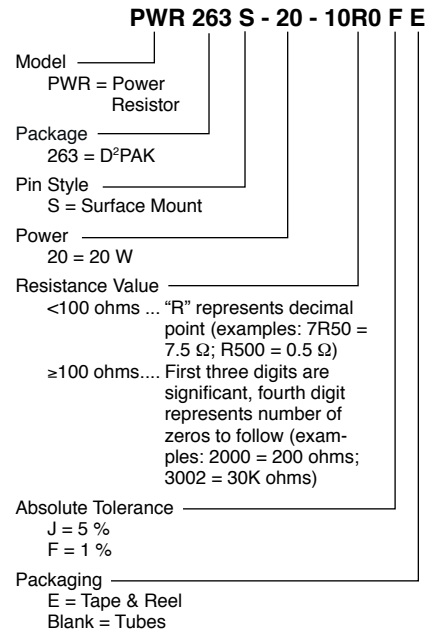 PWR 263 S - 20 - 10R0 F E
Model
PWR = Power
Resistor
Package
263 = D²PAK
Pin Style
S = Surface Mount
Power
20 = 20 W
Resistance Value
<100 ohms ... “R” represents decimal
point (examples: 7R50 =
7.5 Ω; R500 = 0.5 Ω)
≥100 ohms.... First three digits are
significant, fourth digit
represents number of
zeros to follow (exam-
ples: 2000 = 200 ohms;
3002 = 30K ohms)
Absolute Tolerance
J = 5 %
F = 1 %
Packaging
E = Tape & Reel
Blank = Tubes